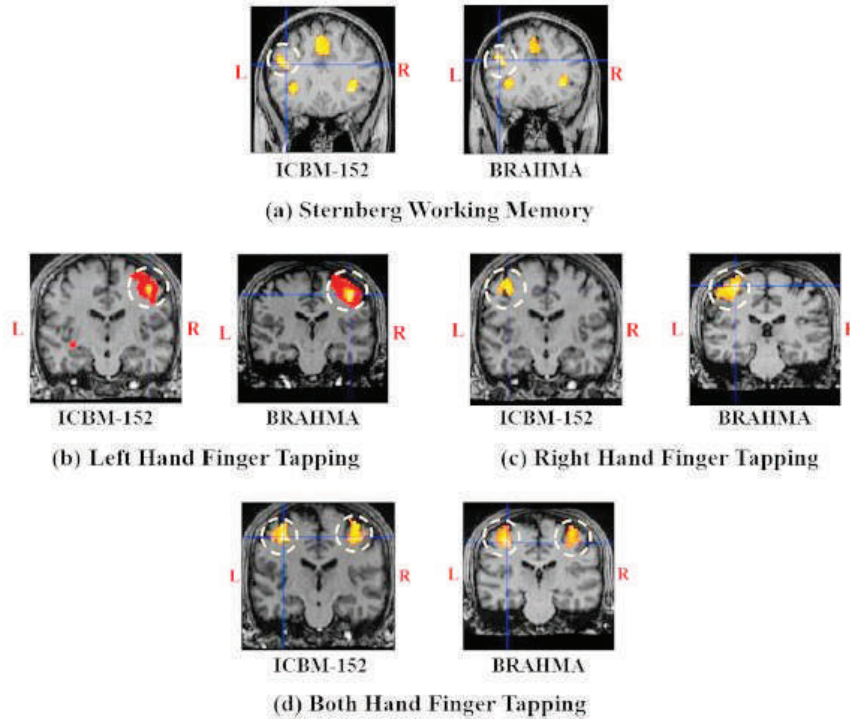 L R R
ICBM-152 BRAHMA
(a) Sternberg Working Memory
L R L R L
ICBM-152 BRAHMA ICBM-152 BRAHMA
(b) Left Hand Finger Tapping (c) Right Hand Finger Tapping
L R L R
ICBM-152 BRAHMA
(d) Both Hand Finger Tapping